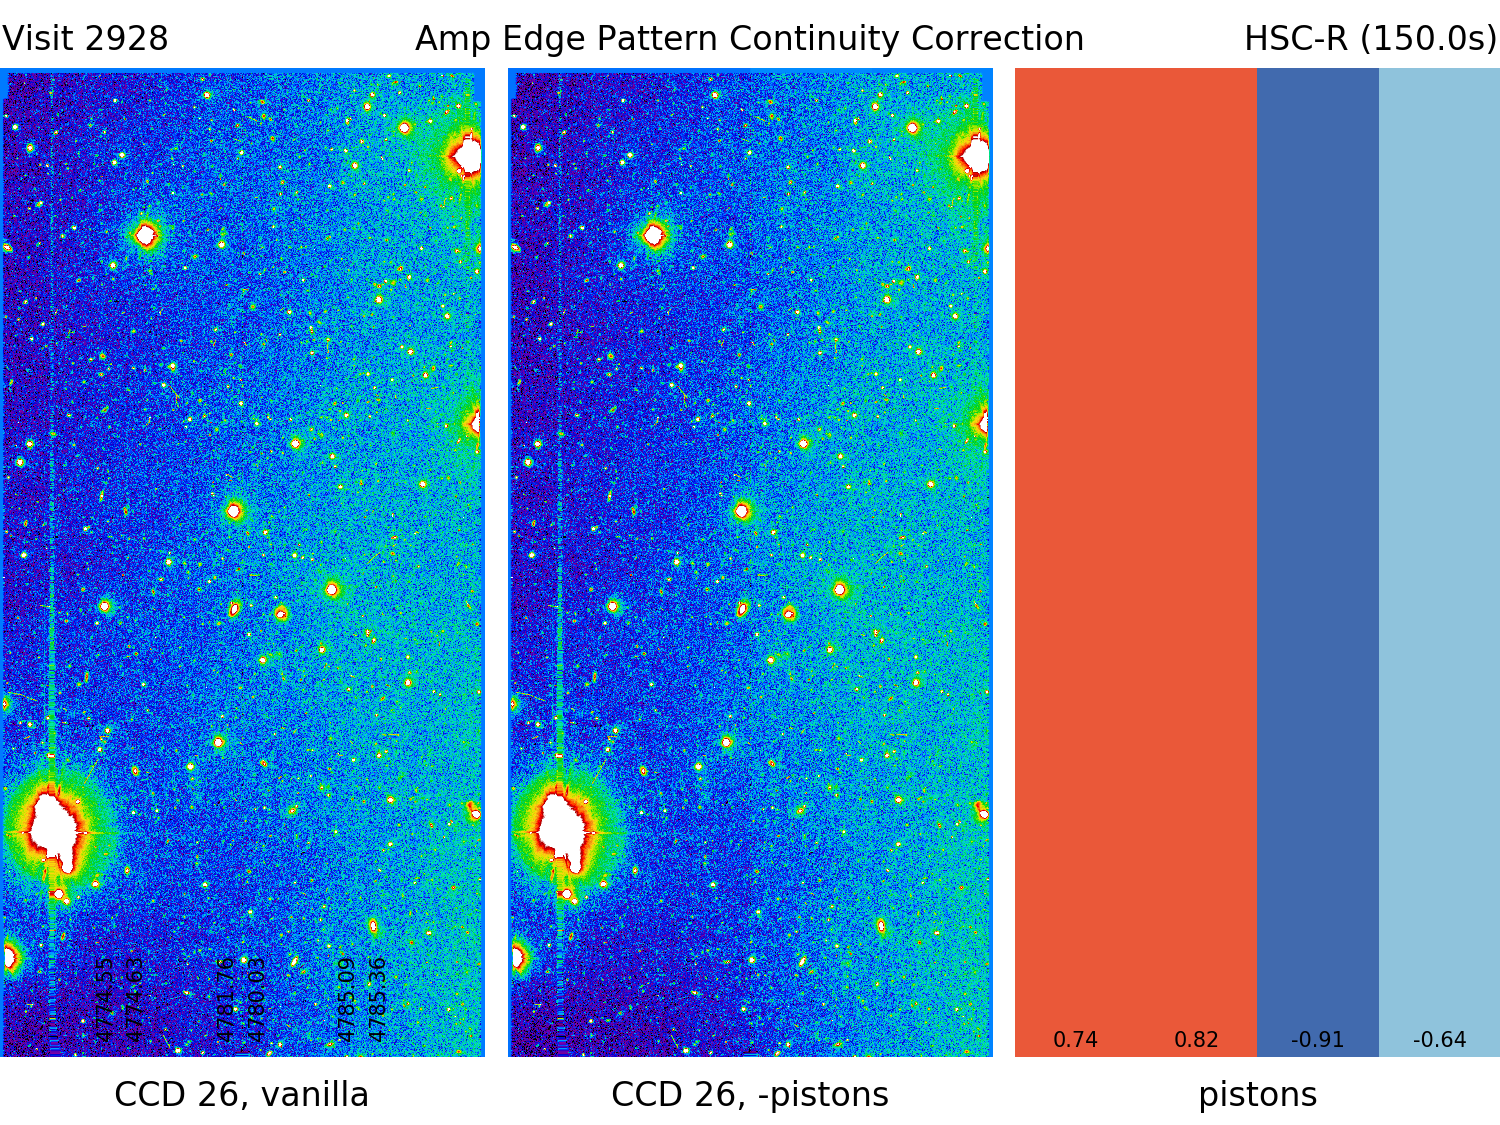 Visit 2928 Amp Edge Pattern Continuity Correction HSC-R (150.0s)
4774.55
4774.63
4781.76
4780.03
4785.09
4785.36
0.74 0.82 -0.91 -0.64
CCD 26, vanilla CCD 26, -pistons pistons